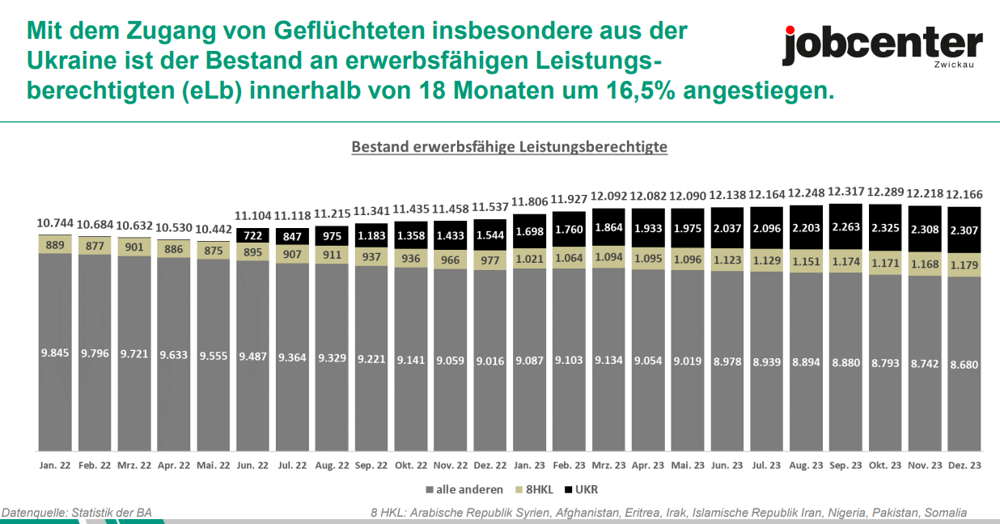 Mit dem Zugang von Geflüchteten insbesondere aus der
Ukraine ist der Bestand an erwerbsfähigen Leistungs-
berechtigten (eLb) innerhalb von 18 Monaten um 16,5% angestiegen.
jobcenter
Zwickau
Bestand erwerbsfähige Leistungsberechtigte
10.744 10.684 10.632 10.530 10.442 11.104 11.118 11.215 11.341 11.435 11.458 11.537 11.806 11.927 12.092 12.082 12.090 12.138 12.164 12.248 12.317 12.289 12.218 12.166
722 847 975 1.183 1.358 1.433 1.544 1.698 1.760 1.864 1.933 1.975 2.037 2.096 2.203 2.263 2.325 2.308 2.307
889 877 901 886 875 895 907 911 937 936 966 977 1.021 1.064 1.094 1.095 1.096 1.123 1.129 1.151 1.174 1.171 1.168 1.179
9.845 9.796 9.721 9.633 9.555 9.487 9.364 9.329 9.221 9.141 9.059 9.016 9.087 9.103 9.134 9.054 9.019 8.978 8.939 8.894 8.880 8.793 8.742 8.680
Jan. 22 Feb. 22 Mrz. 22 Apr. 22 Mai. 22 Jun. 22 Jul. 22 Aug. 22 Sep. 22 Okt. 22 Nov. 22 Dez. 22 Jan. 23 Feb. 23 Mrz. 23 Apr. 23 Mai. 23 Jun. 23 Jul. 23 Aug. 23 Sep. 23 Okt. 23 Nov. 23 Dez. 23
alle anderen 8HKL UKR
Datenquelle: Statistik der BA
8 HKL: Arabische Republik Syrien, Afghanistan, Eritrea, Irak, Islamische Republik Iran, Nigeria, Pakistan, Somalia